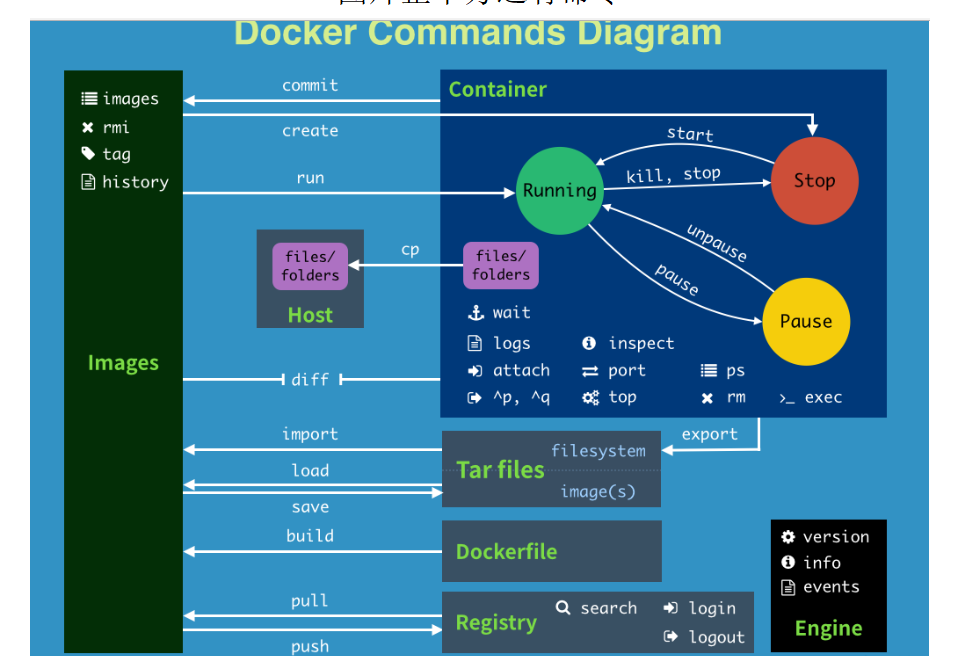 Docker Commands Diagram
images
rmi
tag
history
Images
commit
create
run
files/
folders
Host
cp
diff
import
load
save
build
pull
push
Container
Running
start
kill, stop
Stop
unpause
pause
Pause
files/
folders
wait
logs
inspect
attach
port
ps
^p, ^q
top
rm
>_ exec
export
Tar files
filesystem
image(s)
Dockerfile
Registry
search
login
logout
version
info
events
Engine